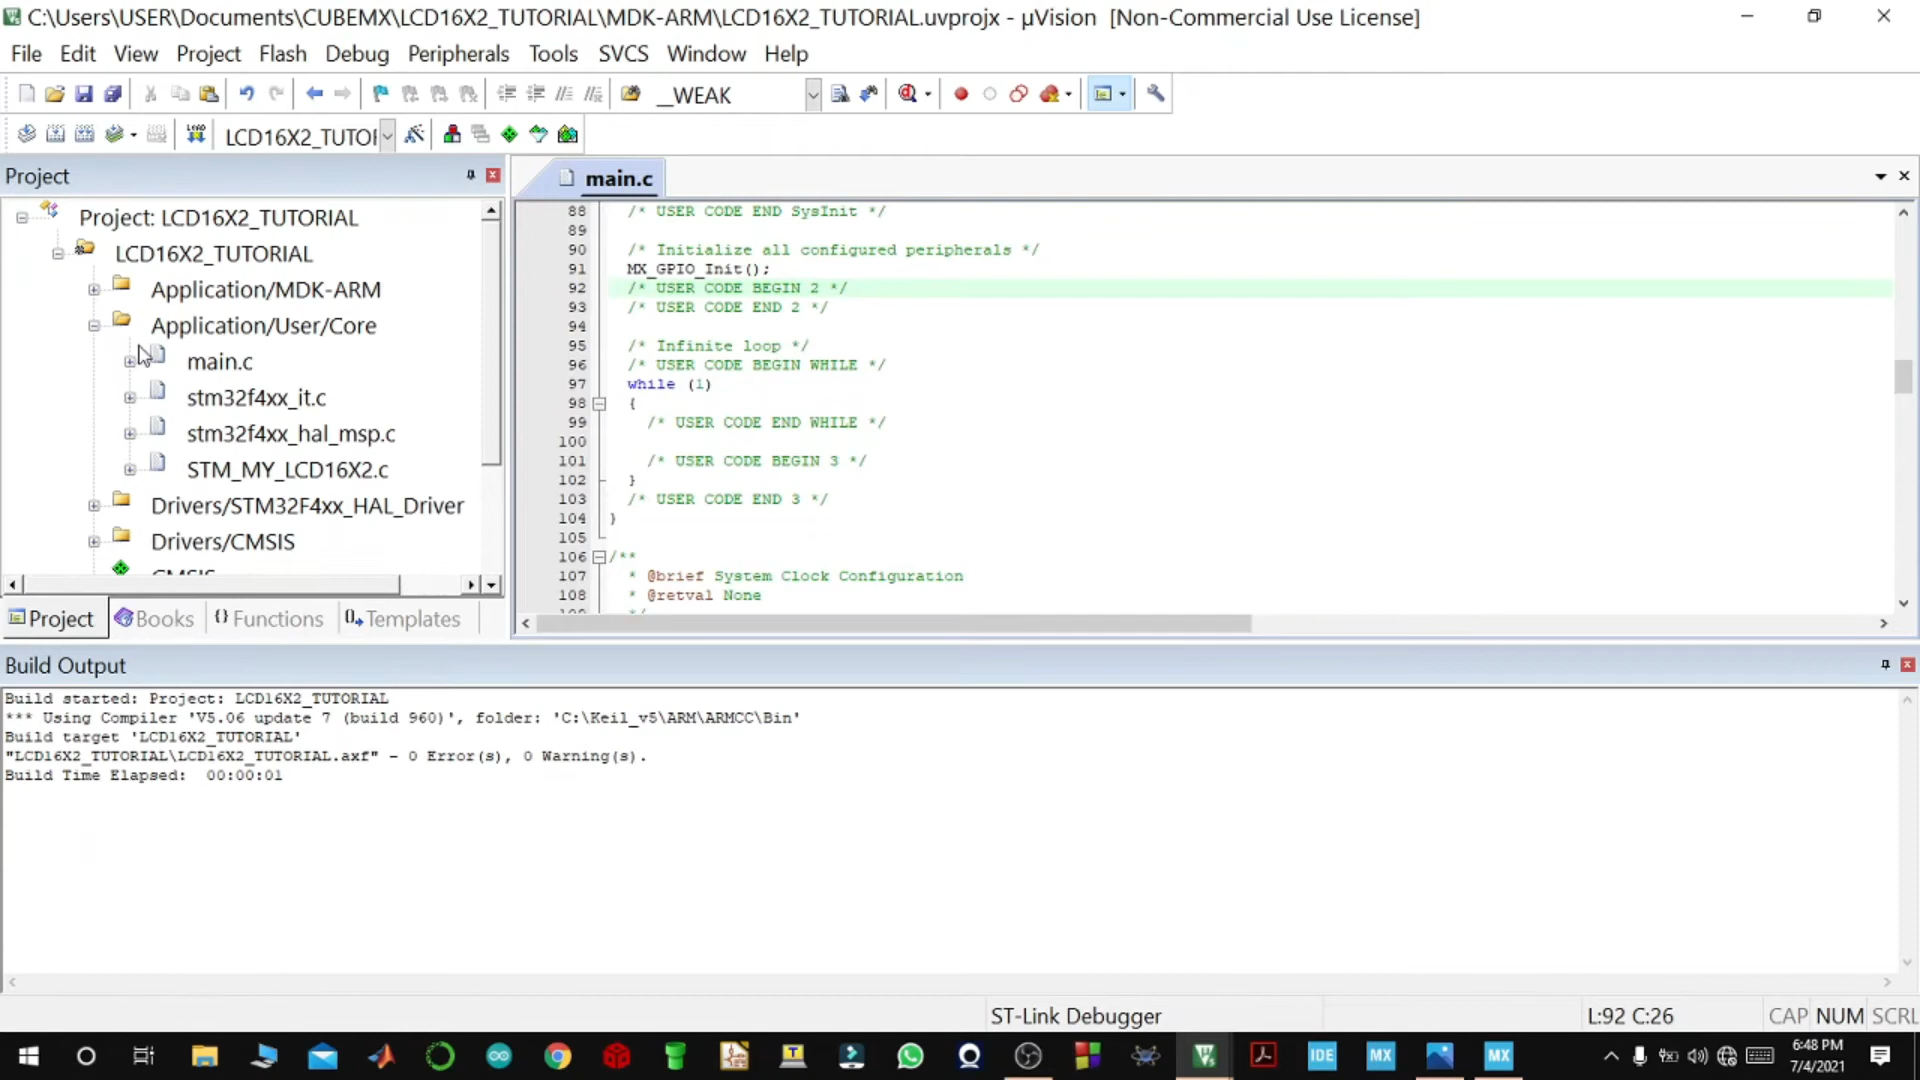 C:\Users\USER\Documents\CUBEMX\LCD16X2_TUTORIAL\MDK-ARM\LCD16X2_TUTORIAL.uvprojx - µVision [Non-Commercial Use License]
File Edit View Project Flash Debug Peripherals Tools SVCS Window Help
__WEAK
LOAD LCD16X2_TUTOR
Project
main.c
Project: LCD16X2_TUTORIAL
LCD16X2_TUTORIAL
Application/MDK-ARM
Application/User/Core
main.c
stm32f4xx_it.c
stm32f4xx_hal_msp.c
STM_MY_LCD16X2.c
Drivers/STM32F4xx_HAL_Driver
Drivers/CMSIS
CMSIS
Project Books {} Functions Templates
88 /* USER CODE END SysInit */
89
90 /* Initialize all configured peripherals */
91 MX_GPIO_Init();
92 /* USER CODE BEGIN 2 */
93 /* USER CODE END 2 */
94
95 /* Infinite loop */
96 /* USER CODE BEGIN WHILE */
97 while (1)
98 {
99 /* USER CODE END WHILE */
100
101 /* USER CODE BEGIN 3 */
102 }
103 /* USER CODE END 3 */
104 }
105
106 /**
107 * @brief System Clock Configuration
108 * @retval None
109 */
Build Output
Build started: Project: LCD16X2_TUTORIAL
*** Using Compiler 'V5.06 update 7 (build 960)', folder: 'C:\Keil_v5\ARM\ARMCC\Bin'
Build target 'LCD16X2_TUTORIAL'
"LCD16X2_TUTORIAL\LCD16X2_TUTORIAL.axf" - 0 Error(s), 0 Warning(s).
Build Time Elapsed: 00:00:01
ST-Link Debugger L:92 C:26 CAP NUM SCRL
IDE MX MX
6:48 PM
7/4/2021